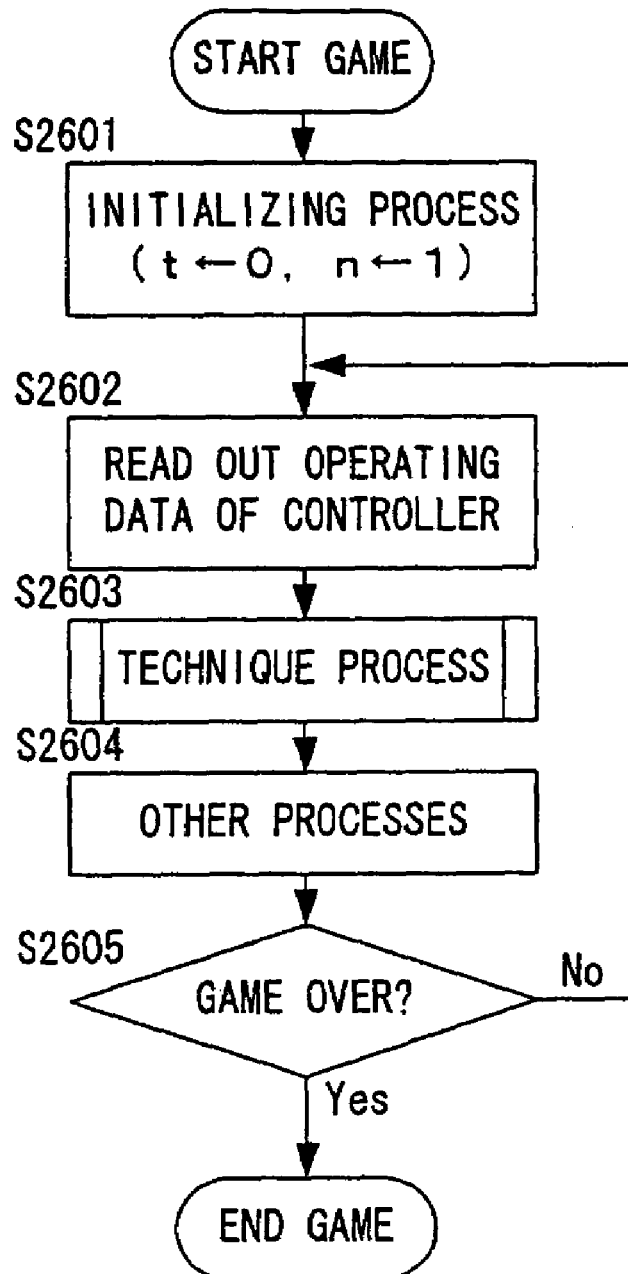 START GAME
S2601
INITIALIZING PROCESS
(t←0, n←1)
S2602
READ OUT OPERATING
DATA OF CONTROLLER
S2603
TECHNIQUE PROCESS
S2604
OTHER PROCESSES
S2605
GAME OVER?
No
Yes
END GAME